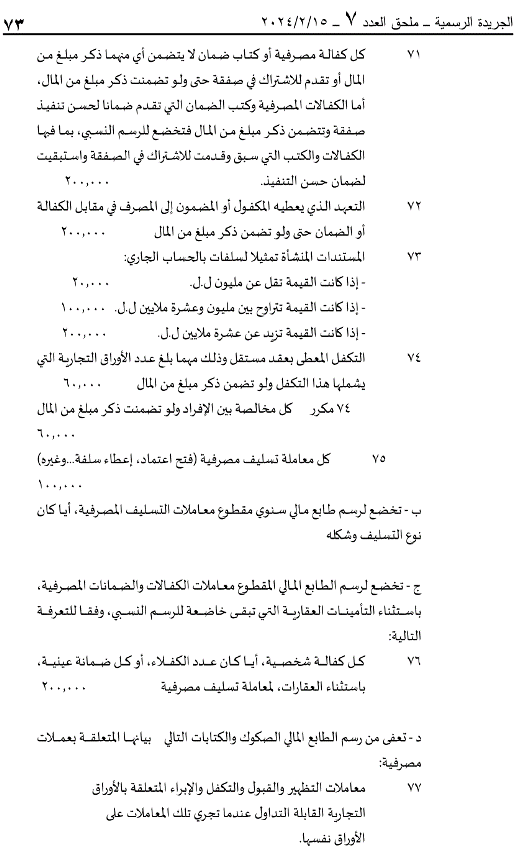 الجريدة الرسمية – ملحق العدد ٧ – ٢٠٢٤/٢/١٥ ٧٣
٧١ كل كفالة مصرفية أو كتاب ضمان لا يتضمن أي منهما ذكر مبلغ من
المال أو تقدم للاشتراك في صفقة حتى ولو تضمنت ذكر مبلغ من المال،
أما الكفالات المصرفية وكتب الضمان التي تقدم ضمانا لحسن تنفيذ
صفقة وتتضمن ذكر مبلغ من المال فتخضع للرسم النسبي، بما فيها
الكفالات والكتب التي سبق وقدمت للاشتراك في الصفقة واستبقيت
لضمان حسن التنفيذ. ٢٠٠,٠٠٠
٧٢ التعهد الذي يعطيه المكفول أو المضمون إلى المصرف في مقابل الكفالة
أو الضمان حتى ولو تضمن ذكر مبلغ من المال ٢٠٠,٠٠٠
٧٣ المستندات المنشأة تمثيلا لسلفات بالحساب الجاري:
- إذا كانت القيمة تقل عن مليون ل.ل. ٢٠,٠٠٠
- إذا كانت القيمة تتراوح بين مليون وعشرة ملايين ل.ل. ١٠٠,٠٠٠
- إذا كانت القيمة تزيد عن عشرة ملايين ل.ل. ٢٠٠,٠٠٠
٧٤ التكفل المعطى بعقد مستقل وذلك مهما بلغ عدد الأوراق التجارية التي
يشملها هذا التكفل ولو تضمن ذكر مبلغ من المال ٦٠,٠٠٠
٧٤ مكرر كل مخالصة بين الإفراد ولو تضمنت ذكر مبلغ من المال
٦٠,٠٠٠
٧٥ كل معاملة تسليف مصرفية (فتح اعتماد، إعطاء سلفة...وغيره)
١٠٠,٠٠٠
ب - تخضع لرسم طابع مالي سنوي مقطوع معاملات التسليف المصرفية، أيا كان
نوع التسليف وشكله
ج - تخضع لرسم الطابع المالي المقطوع معاملات الكفالات والضمانات المصرفية،
باستثناء التأمينات العقارية التي تبقى خاضعة للرسم النسبي، وفقا للتعرفة
التالية:
٧٦ كل كفالة شخصية، أيا كان عدد الكفلاء، أو كل ضمانة عينية،
باستثناء العقارات، لمعاملة تسليف مصرفية ٢٠٠,٠٠٠
د - تعفى من رسم الطابع المالي الصكوك والكتابات التالي بيانها المتعلقة بعمليات
مصرفية:
٧٧ معاملات التظهير والقبول والتكفل والإبراء المتعلقة بالأوراق
التجارية القابلة التداول عندما تجري تلك المعاملات على
الأوراق نفسها.